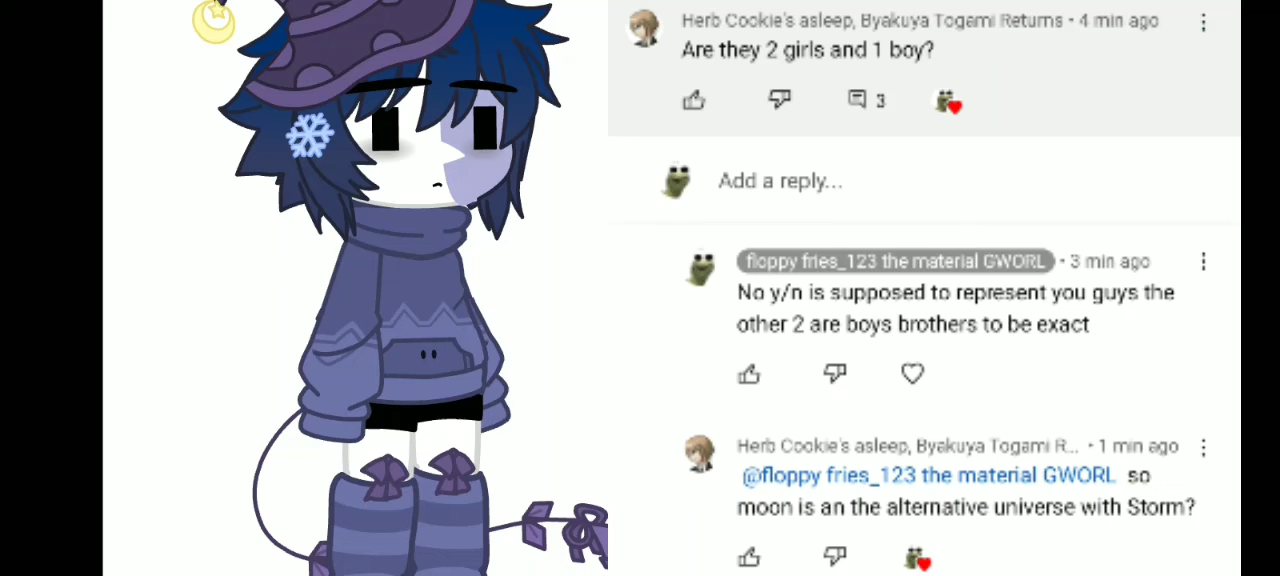 Herb Cookie's asleep, Byakuya Togami Returns · 4 min ago
Are they 2 girls and 1 boy?
3
Add a reply...
floppy fries_123 the material GWORL · 3 min ago
No y/n is supposed to represent you guys the
other 2 are boys brothers to be exact
Herb Cookie's asleep, Byakuya Togami R... · 1 min ago
@floppy fries_123 the material GWORL so
moon is an the alternative universe with Storm?